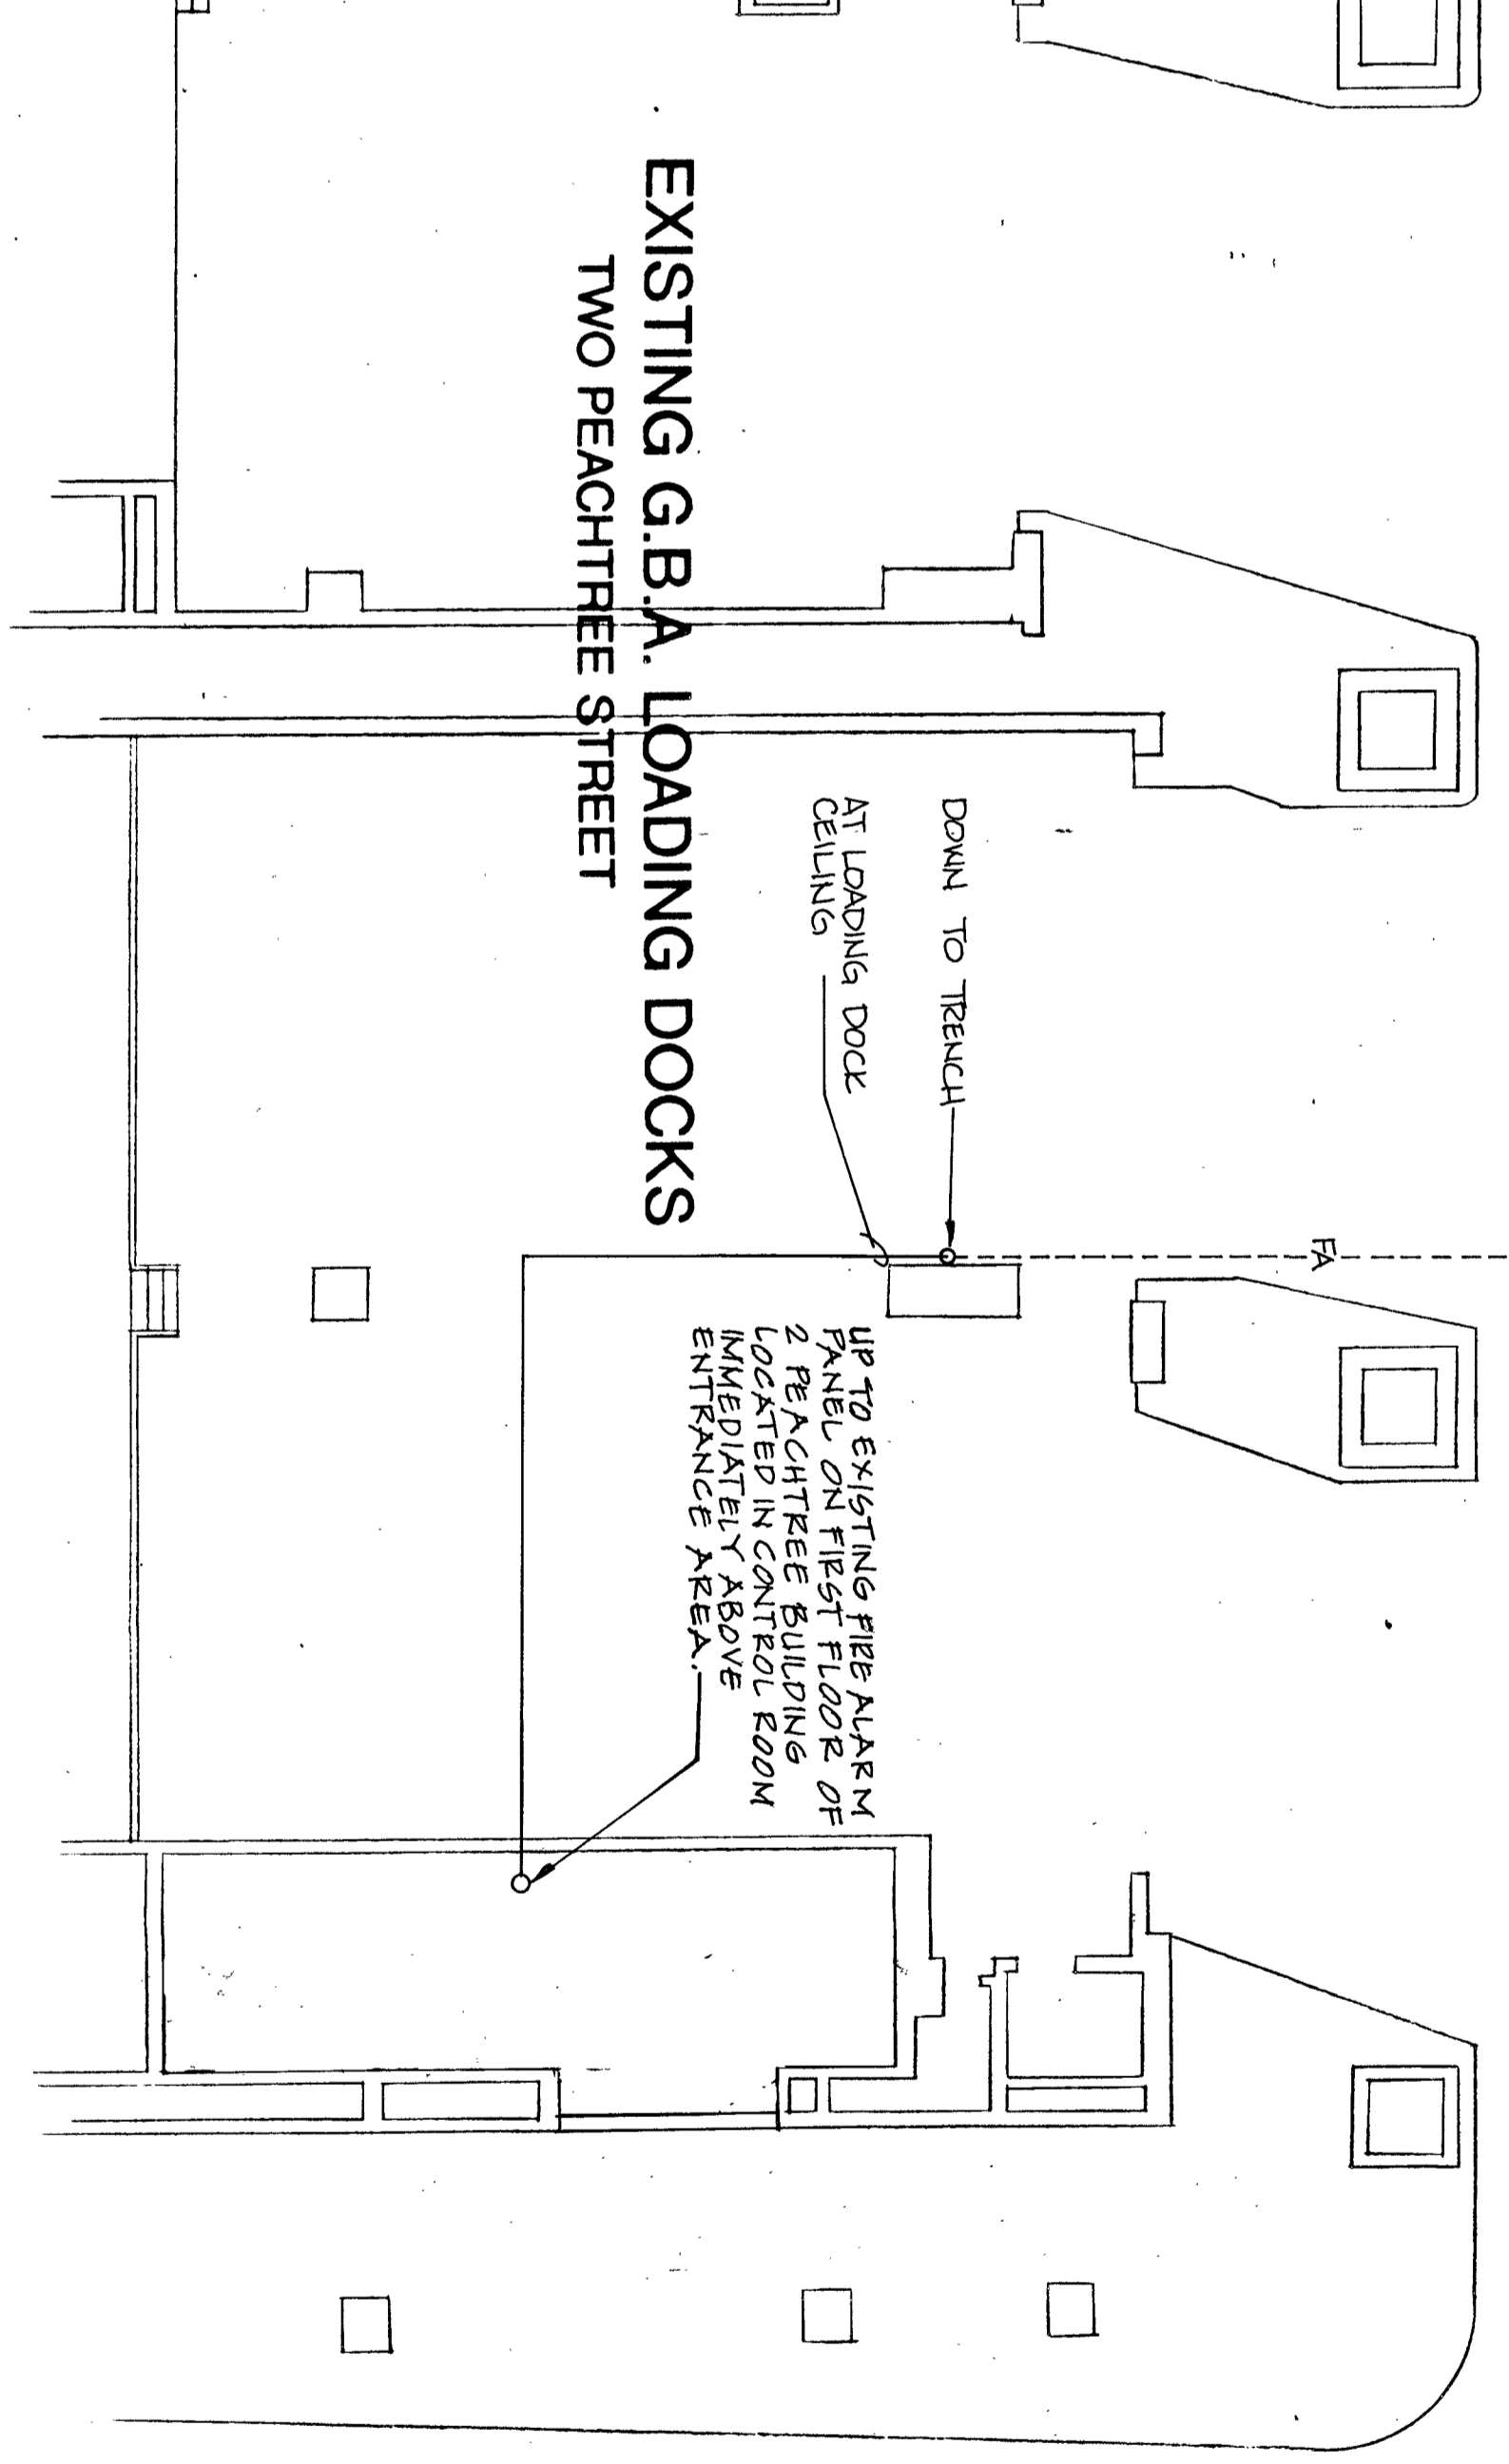 EXISTING G.B.A. LOADING DOCKS
TWO PEACHTREE STREET
FA
DOWN TO TRENCH
AT LOADING DOCK
CEILING
UP TO EXISTING FIRE ALARM
PANEL ON FIRST FLOOR OF
2 PEACHTREE BUILDING
LOCATED IN CONTROL ROOM
IMMEDIATELY ABOVE
ENTRANCE AREA.